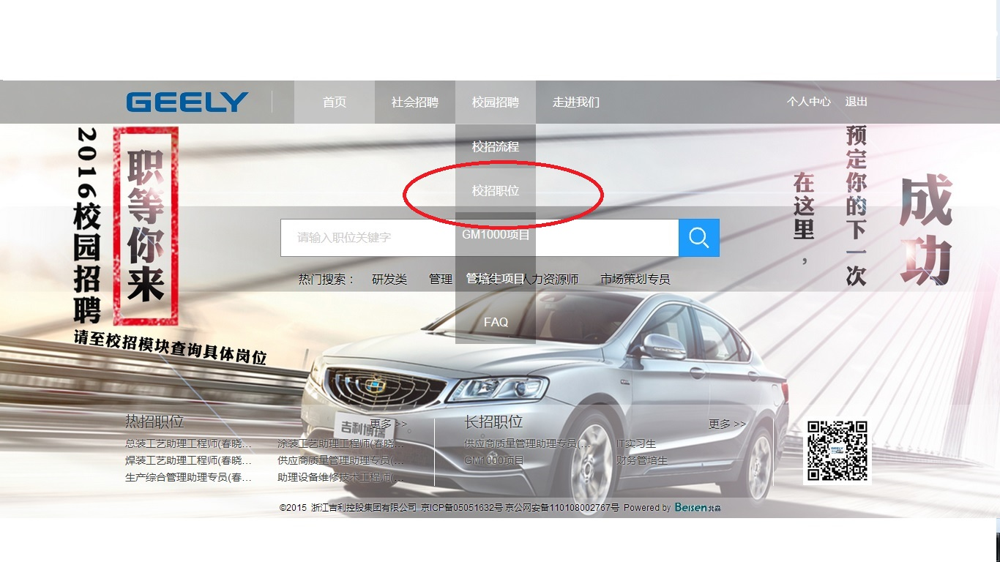 GEELY
首页
社会招聘
校园招聘
走进我们
个人中心
退出
校招流程
校招职位
GM1000项目
管培生项目
FAQ
2016校园招聘
职等你来
请至校招模块查询具体岗位
请输入职位关键字
热门搜索：
研发类
管理
人力资源师
市场策划专员
成功
预定你的下一次
在这里，
吉利博瑞
热招职位
更多 >>
总装工艺助理工程师(春晓...
涂装工艺助理工程师(春晓...
焊装工艺助理工程师(春晓...
供应商质量管理助理专员(...
生产综合管理助理专员(春...
助理设备维修技术工程师(...
长招职位
更多 >>
供应商质量管理助理专员(...
IT实习生
GM1000项目
财务管培生
©2015 浙江吉利控股集团有限公司 京ICP备05051632号 京公网安备110108002767号 Powered by Beisen北森